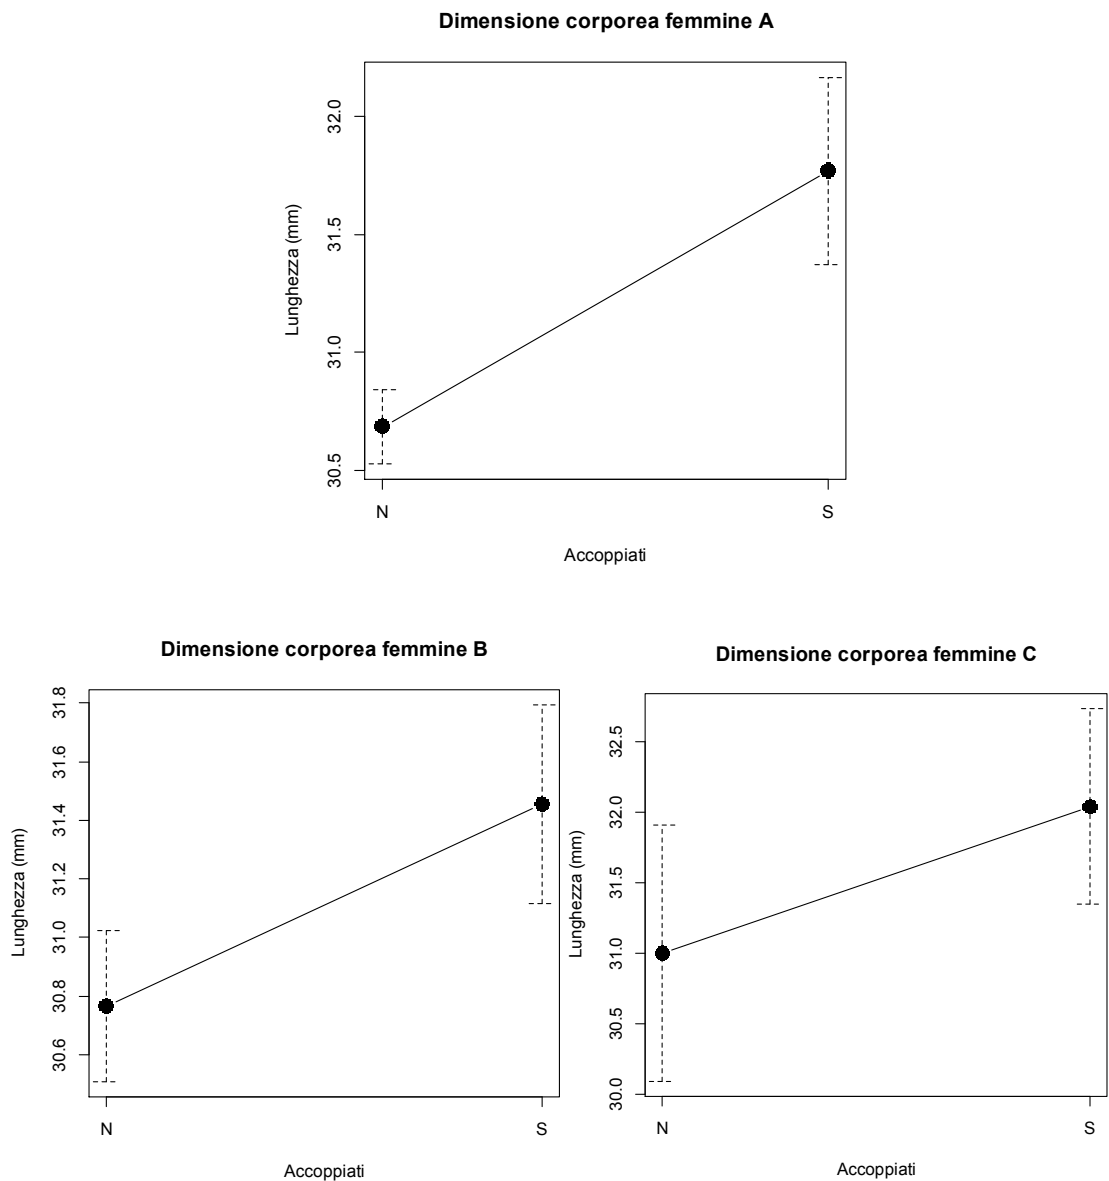 Dimensione corporea femmine A
32.0
31.5
31.0
30.5
Lunghezza (mm)
N S
Accoppiati
Dimensione corporea femmine B
31.8
31.6
31.4
31.2
31.0
30.8
30.6
Lunghezza (mm)
N S
Accoppiati
Dimensione corporea femmine C
32.5
32.0
31.5
31.0
30.5
30.0
Lunghezza (mm)
N S
Accoppiati